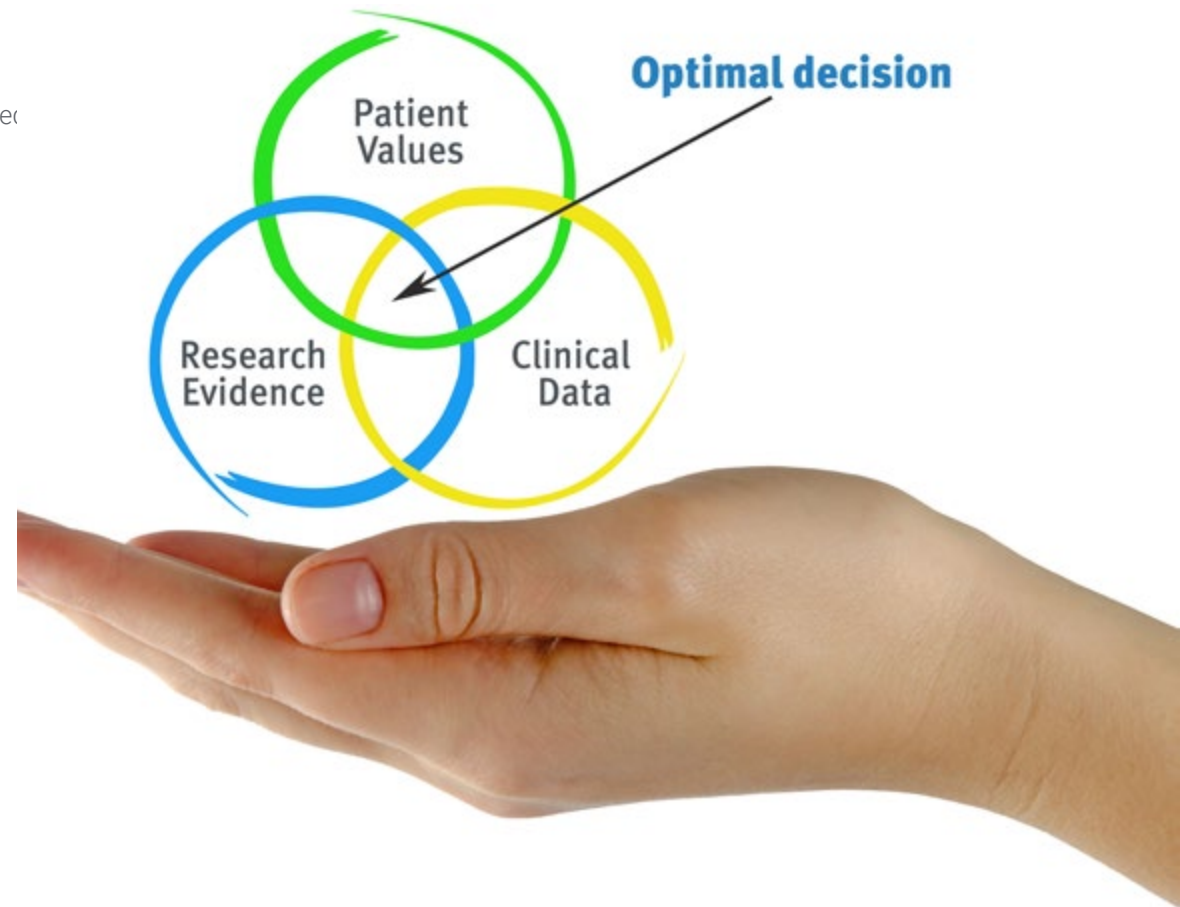 Optimal decision
Patient
Values
Research
Evidence
Clinical
Data